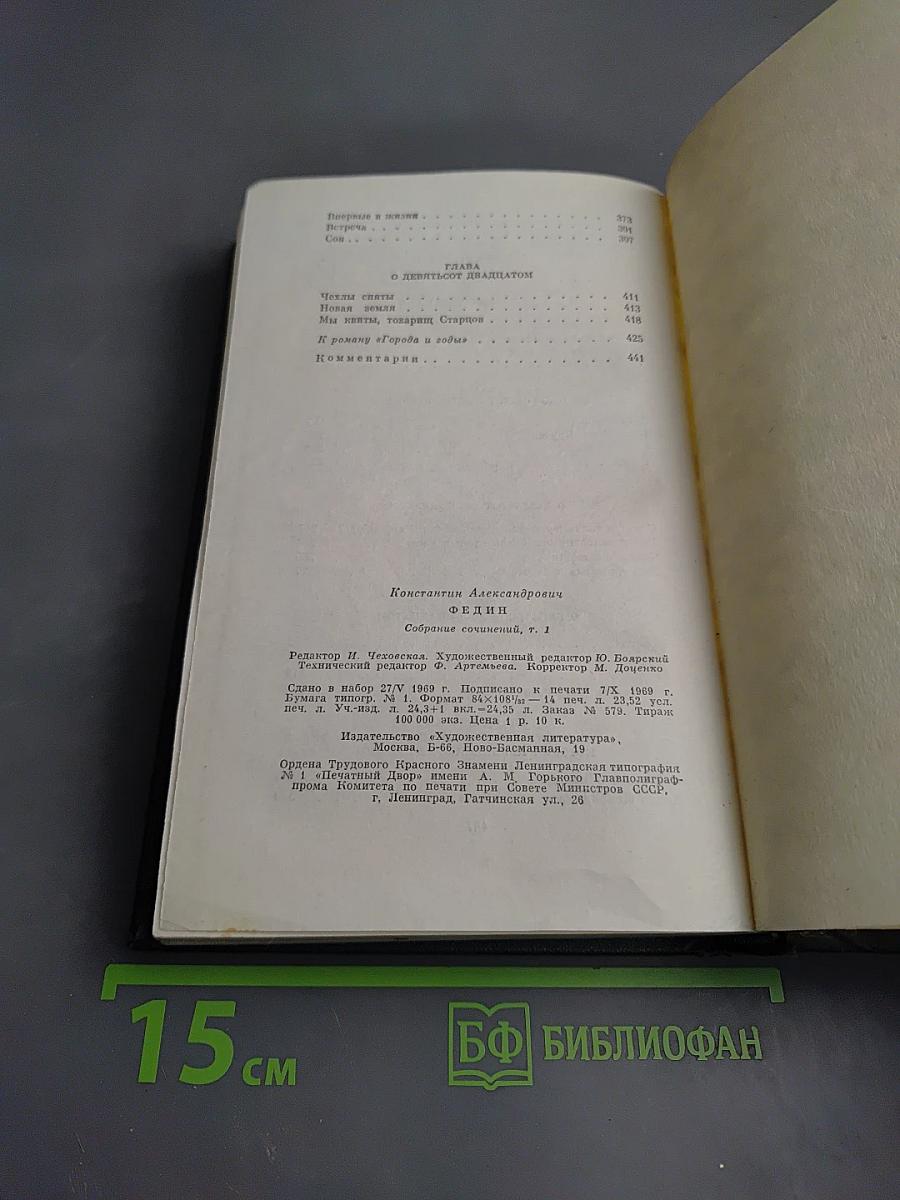 Впервые в жизни . . . . . . . . . . . . . . 373
Встреча . . . . . . . . . . . . . . . . . . 391
Сон . . . . . . . . . . . . . . . . . . . . 397
ГЛАВА
О ДЕВЯТЬСОТ ДВАДЦАТОМ
Чехлы сняты . . . . . . . . . . . . . . . 411
Новая земля . . . . . . . . . . . . . . . 413
Мы квиты, товарищ Старцов . . . . . . . . . 418
К роману «Города и годы» . . . . . . . . . . 425
Комментарии . . . . . . . . . . . . . . 441
Константин Александрович
ФЕДИН
Собрание сочинений, т. 1
Редактор И. Чеховская. Художественный редактор Ю. Боярский
Технический редактор Ф. Артемьева. Корректор М. Доценко
Сдано в набор 27/V 1969 г. Подписано к печати 7/X 1969 г.
Бумага типогр. № 1. Формат 84×108¹/₃₂ — 14 печ. л. 23,52 усл.
печ. л. Уч.-изд. л. 24,3+1 вкл.=24,35 л. Заказ № 579. Тираж
100 000 экз. Цена 1 р. 10 к.
Издательство «Художественная литература»,
Москва, Б-66, Ново-Басманная, 19
Ордена Трудового Красного Знамени Ленинградская типография
№ 1 «Печатный Двор» имени А. М. Горького Главполиграф-
прома Комитета по печати при Совете Министров СССР,
г, Ленинград, Гатчинская ул., 26
15 см
БФ БИБЛИОФАН